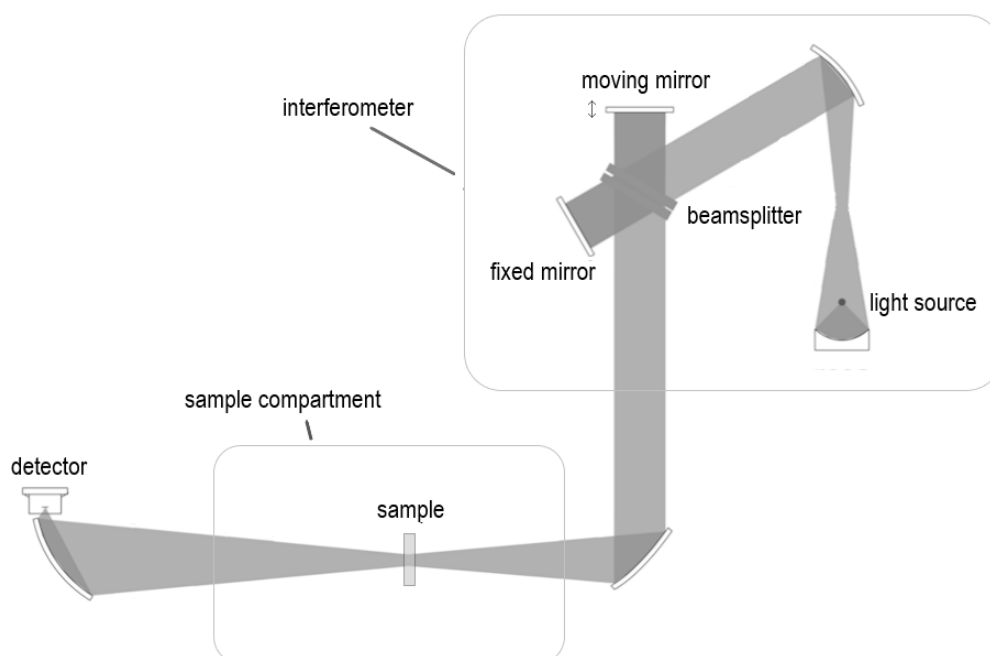 moving mirror
interferometer
beamsplitter
fixed mirror
light source
sample compartment
detector
sample